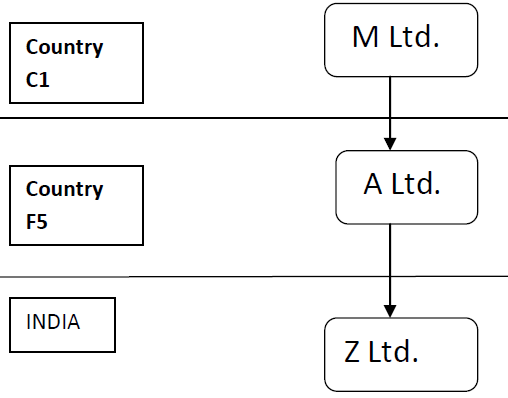 Country
C1
M Ltd.
Country
F5
A Ltd.
INDIA
Z Ltd.